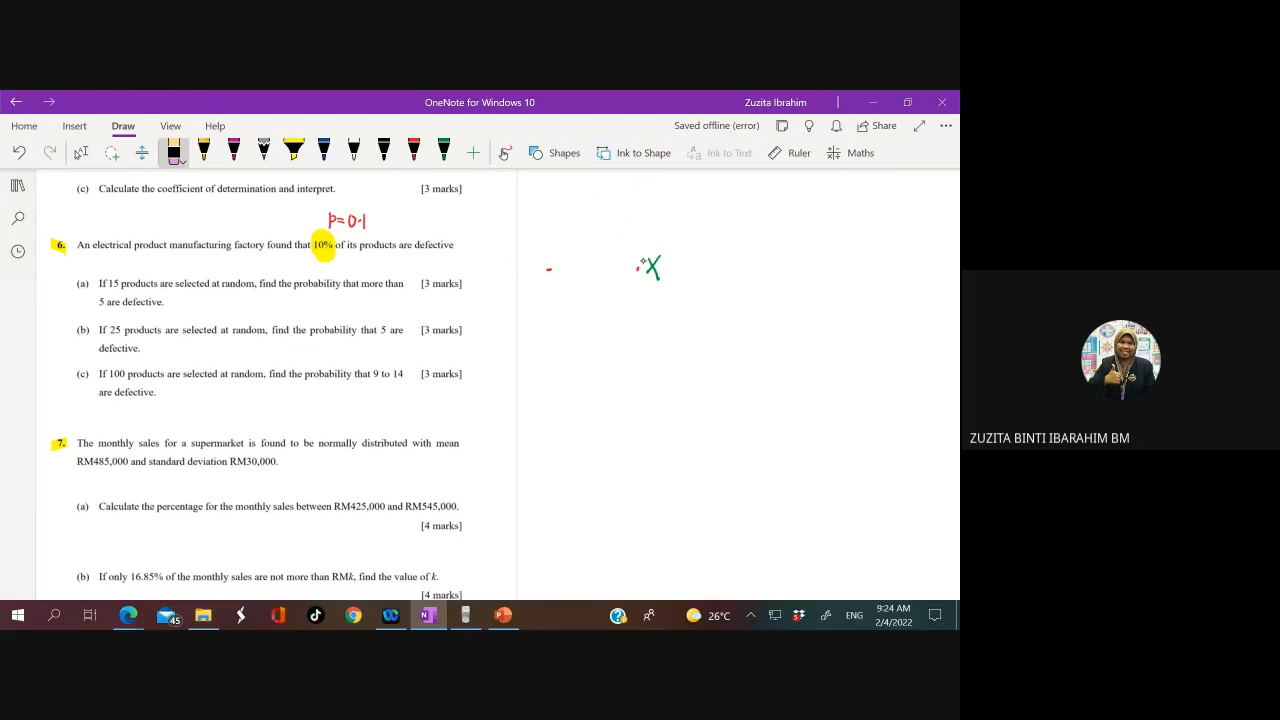 OneNote for Windows 10
Zuzita Ibrahim
Home Insert Draw View Help
Saved offline (error)
Share
Shapes
Ink to Shape
Ink to Text
Ruler
Maths
(c) Calculate the coefficient of determination and interpret. [3 marks]
P=0.1
6. An electrical product manufacturing factory found that 10% of its products are defective
(a) If 15 products are selected at random, find the probability that more than [3 marks]
5 are defective.
(b) If 25 products are selected at random, find the probability that 5 are [3 marks]
defective.
(c) If 100 products are selected at random, find the probability that 9 to 14 [3 marks]
are defective.
X
7. The monthly sales for a supermarket is found to be normally distributed with mean
RM485,000 and standard deviation RM30,000.
(a) Calculate the percentage for the monthly sales between RM425,000 and RM545,000.
[4 marks]
(b) If only 16.85% of the monthly sales are not more than RMk, find the value of k.
[4 marks]
ZUZITA BINTI IBARAHIM BM
45
26°C
5
ENG
9:24 AM
2/4/2022